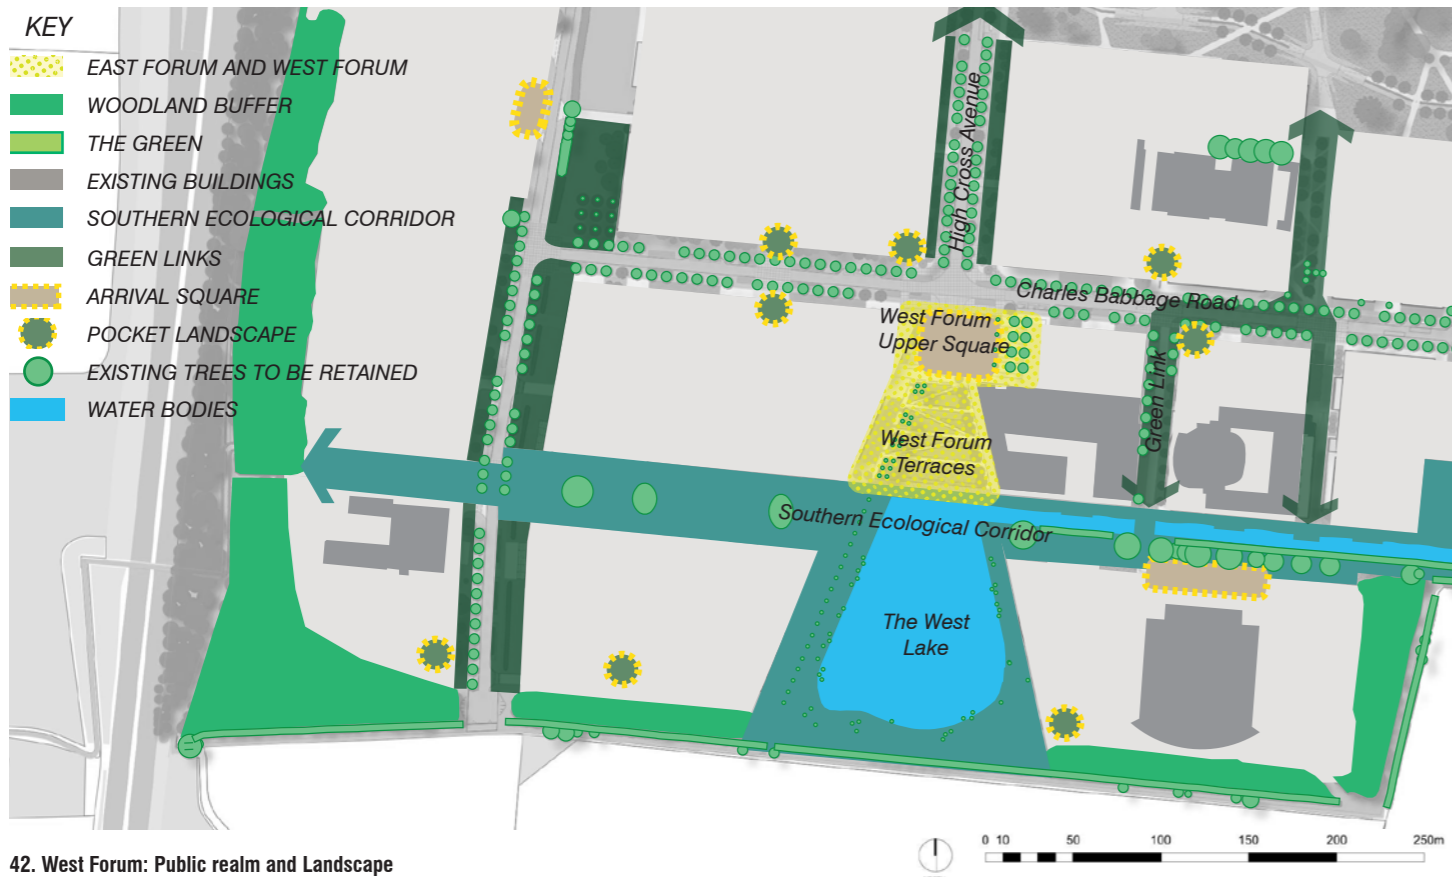 KEY
EAST FORUM AND WEST FORUM
WOODLAND BUFFER
THE GREEN
EXISTING BUILDINGS
SOUTHERN ECOLOGICAL CORRIDOR
GREEN LINKS
ARRIVAL SQUARE
POCKET LANDSCAPE
EXISTING TREES TO BE RETAINED
WATER BODIES
High Cross Avenue
Charles Babbage Road
West Forum
Upper Square
Green Link
West Forum
Terraces
Southern Ecological Corridor
The West
Lake
0 10 50 100 150 200 250m
42. West Forum: Public realm and Landscape